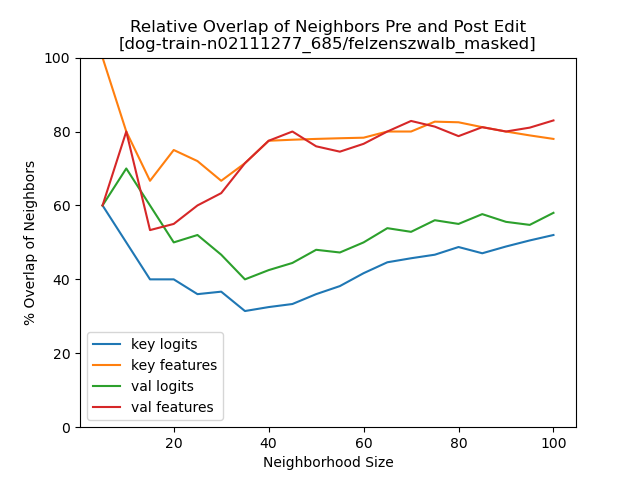 Relative Overlap of Neighbors Pre and Post Edit
[dog-train-n02111277_685/felzenszwalb_masked]
100
80
60
40
20
0
% Overlap of Neighbors
key logits
key features
val logits
val features
20 40 60 80 100
Neighborhood Size